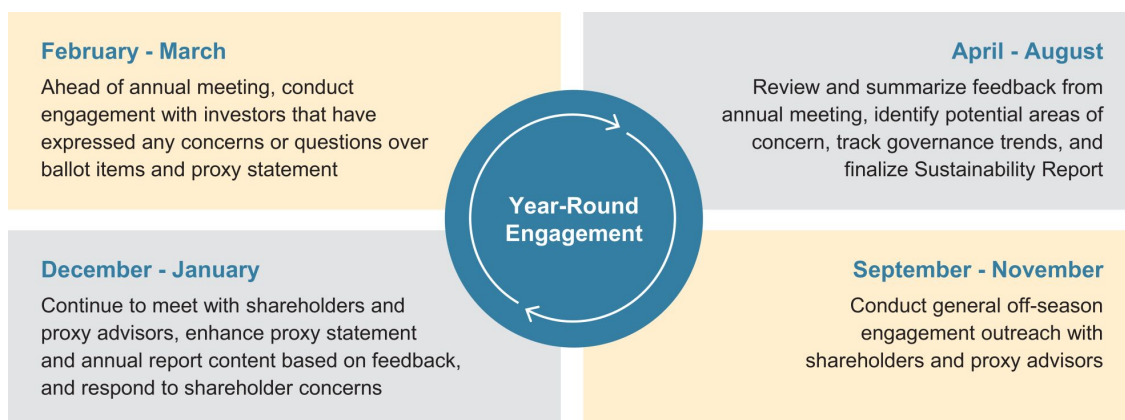 February - March
Ahead of annual meeting, conduct
engagement with investors that have
expressed any concerns or questions over
ballot items and proxy statement
April - August
Review and summarize feedback from
annual meeting, identify potential areas of
concern, track governance trends, and
finalize Sustainability Report
Year-Round
Engagement
December - January
Continue to meet with shareholders and
proxy advisors, enhance proxy statement
and annual report content based on feedback,
and respond to shareholder concerns
September - November
Conduct general off-season
engagement outreach with
shareholders and proxy advisors